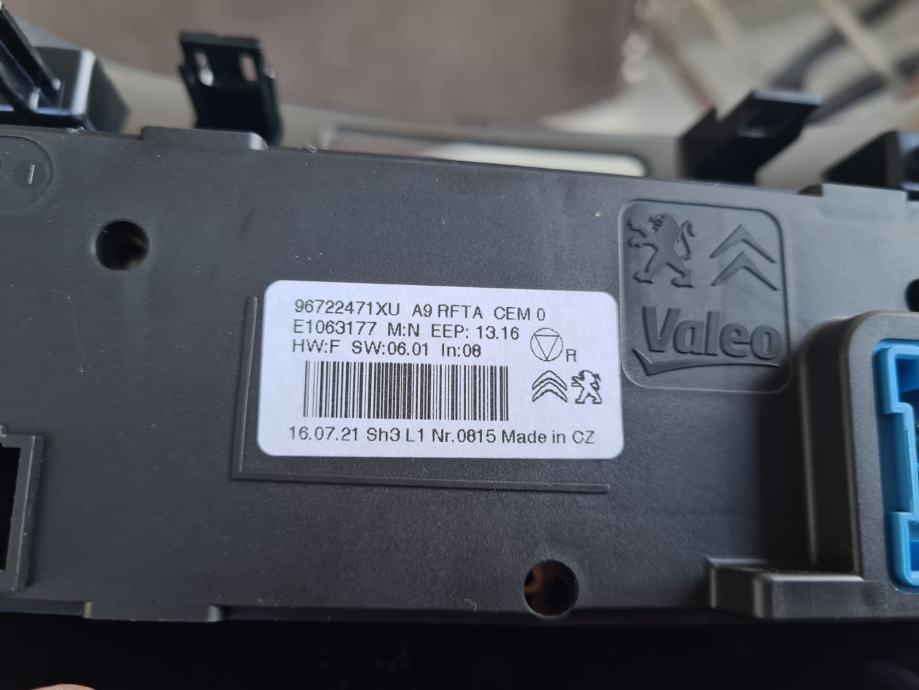 1
96722471XU A9 RFTA CEM 0
E1063177 M:N EEP: 13.16
HW:F SW:06.01 In:08
R
16.07.21 Sh3 L1 Nr.0815 Made in CZ
Valeo